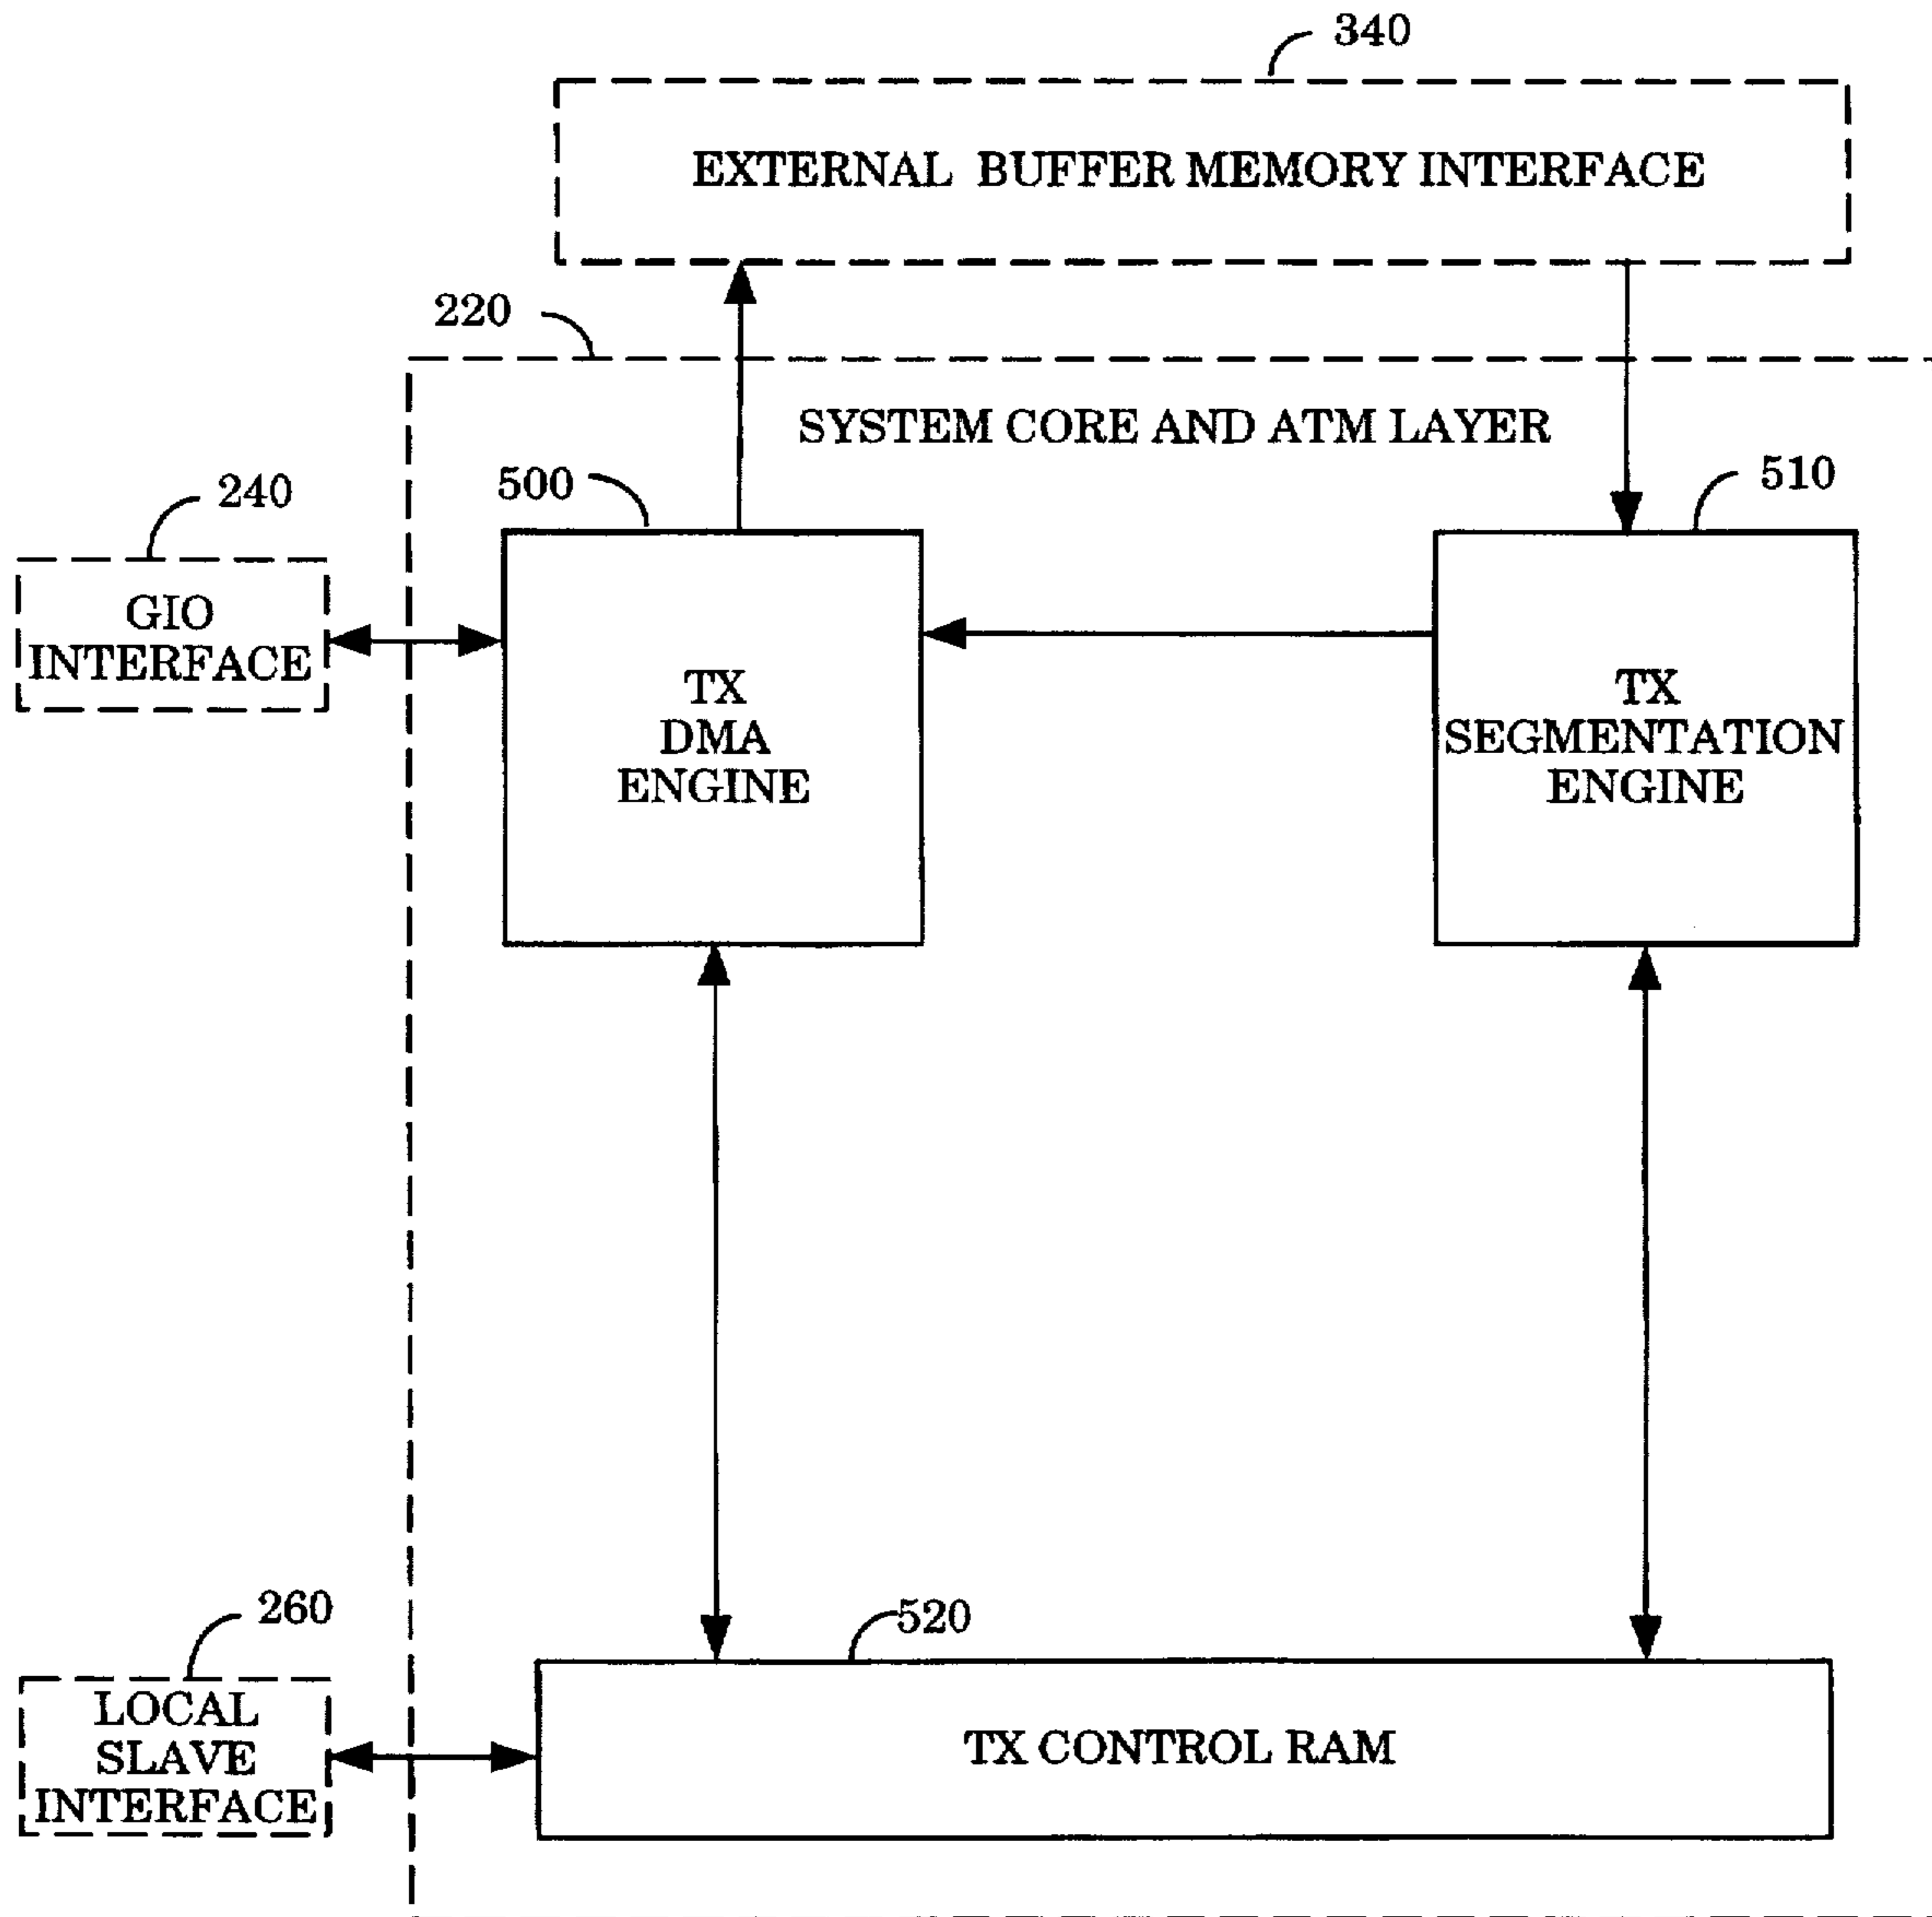 340
EXTERNAL BUFFER MEMORY INTERFACE
220
SYSTEM CORE AND ATM LAYER
240
500
510
GIO
INTERFACE
TX
DMA
ENGINE
TX
SEGMENTATION
ENGINE
260
520
LOCAL
SLAVE
INTERFACE
TX CONTROL RAM